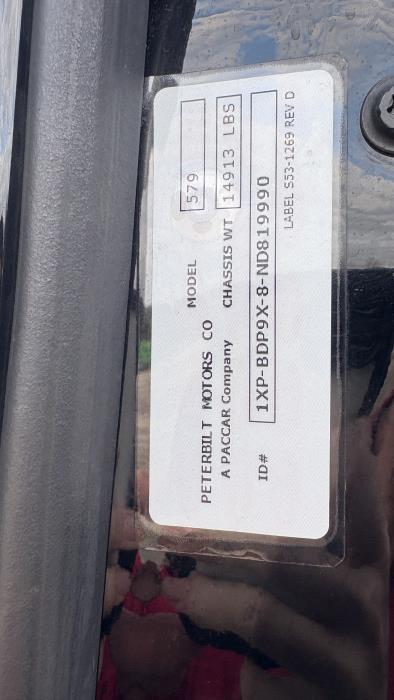 PETERBILT MOTORS CO MODEL 579
A PACCAR Company CHASSIS WT 14913 LBS
ID# 1XP-BDP9X-8-ND819990
LABEL S53-1269 REV D